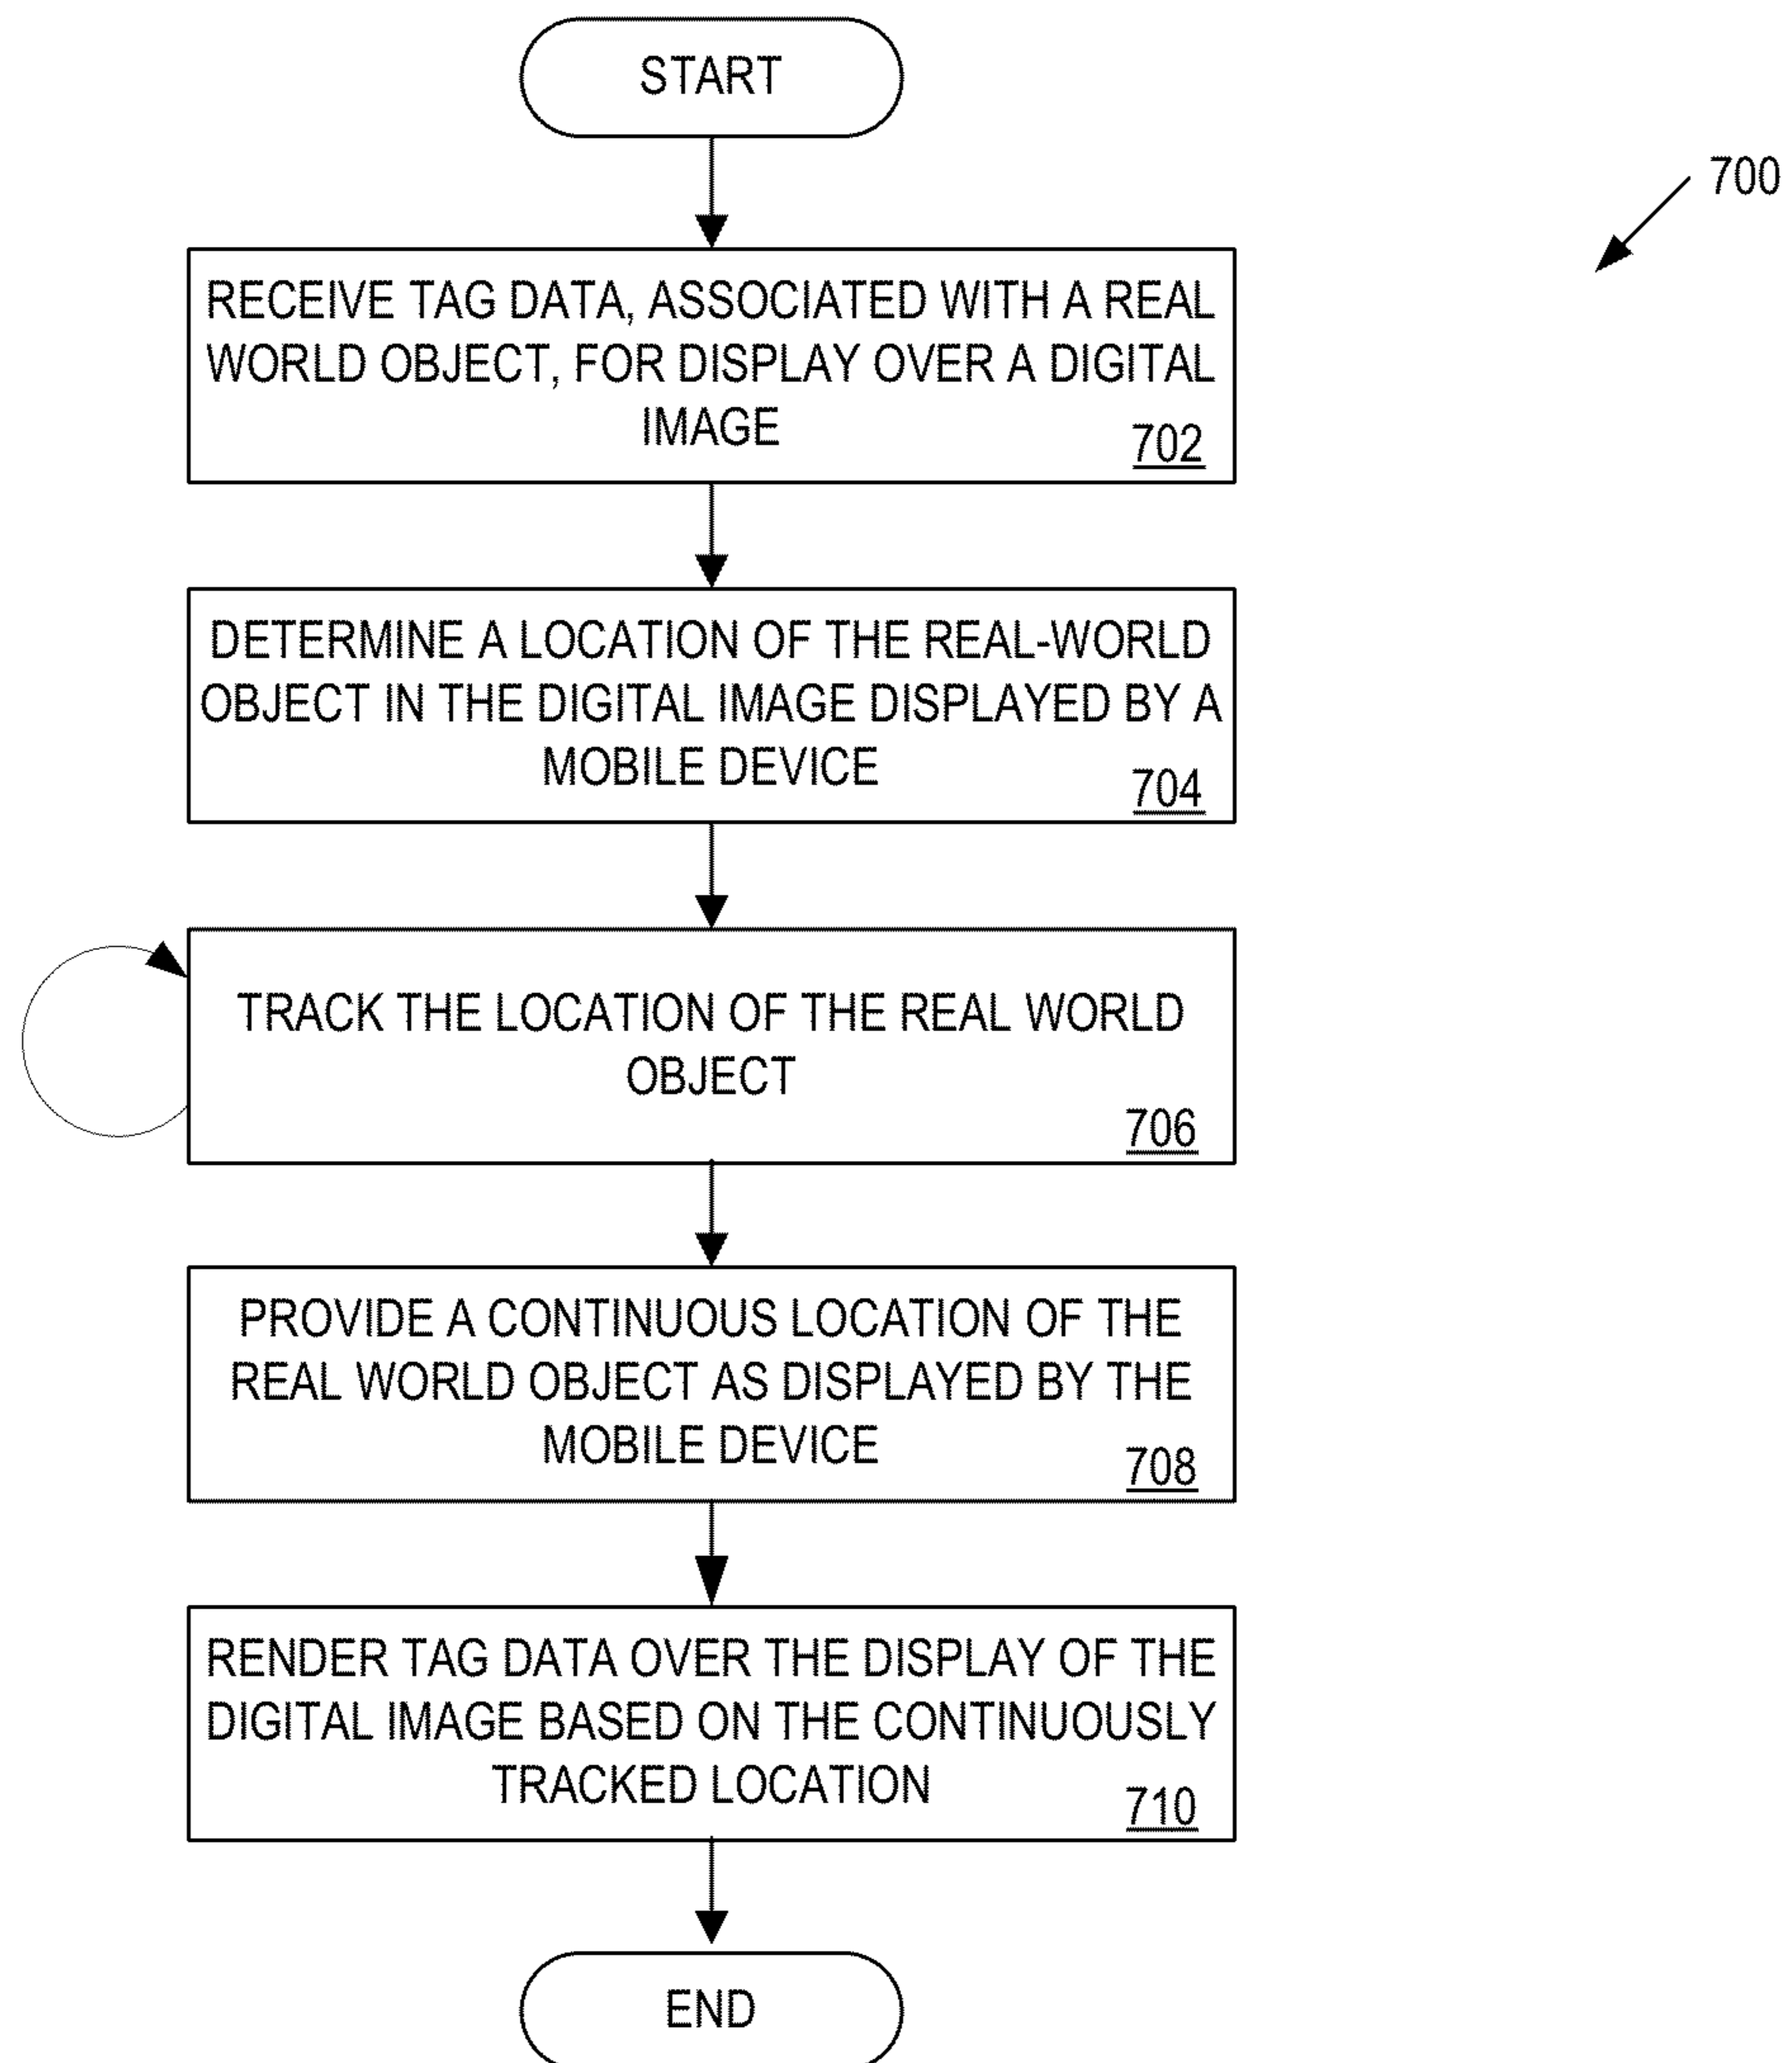 START
700
RECEIVE TAG DATA, ASSOCIATED WITH A REAL
WORLD OBJECT, FOR DISPLAY OVER A DIGITAL
IMAGE
702
DETERMINE A LOCATION OF THE REAL-WORLD
OBJECT IN THE DIGITAL IMAGE DISPLAYED BY A
MOBILE DEVICE
704
TRACK THE LOCATION OF THE REAL WORLD
OBJECT
706
PROVIDE A CONTINUOUS LOCATION OF THE
REAL WORLD OBJECT AS DISPLAYED BY THE
MOBILE DEVICE
708
RENDER TAG DATA OVER THE DISPLAY OF THE
DIGITAL IMAGE BASED ON THE CONTINUOUSLY
TRACKED LOCATION
710
END